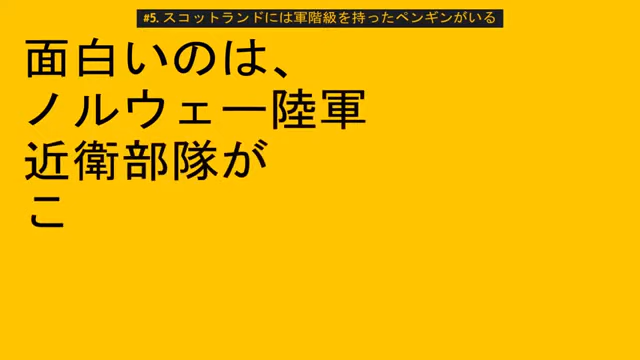 #5. スコットランドには軍階級を持ったペンギンがいる
面白いのは、
ノルウェー陸軍
近衛部隊が
こ